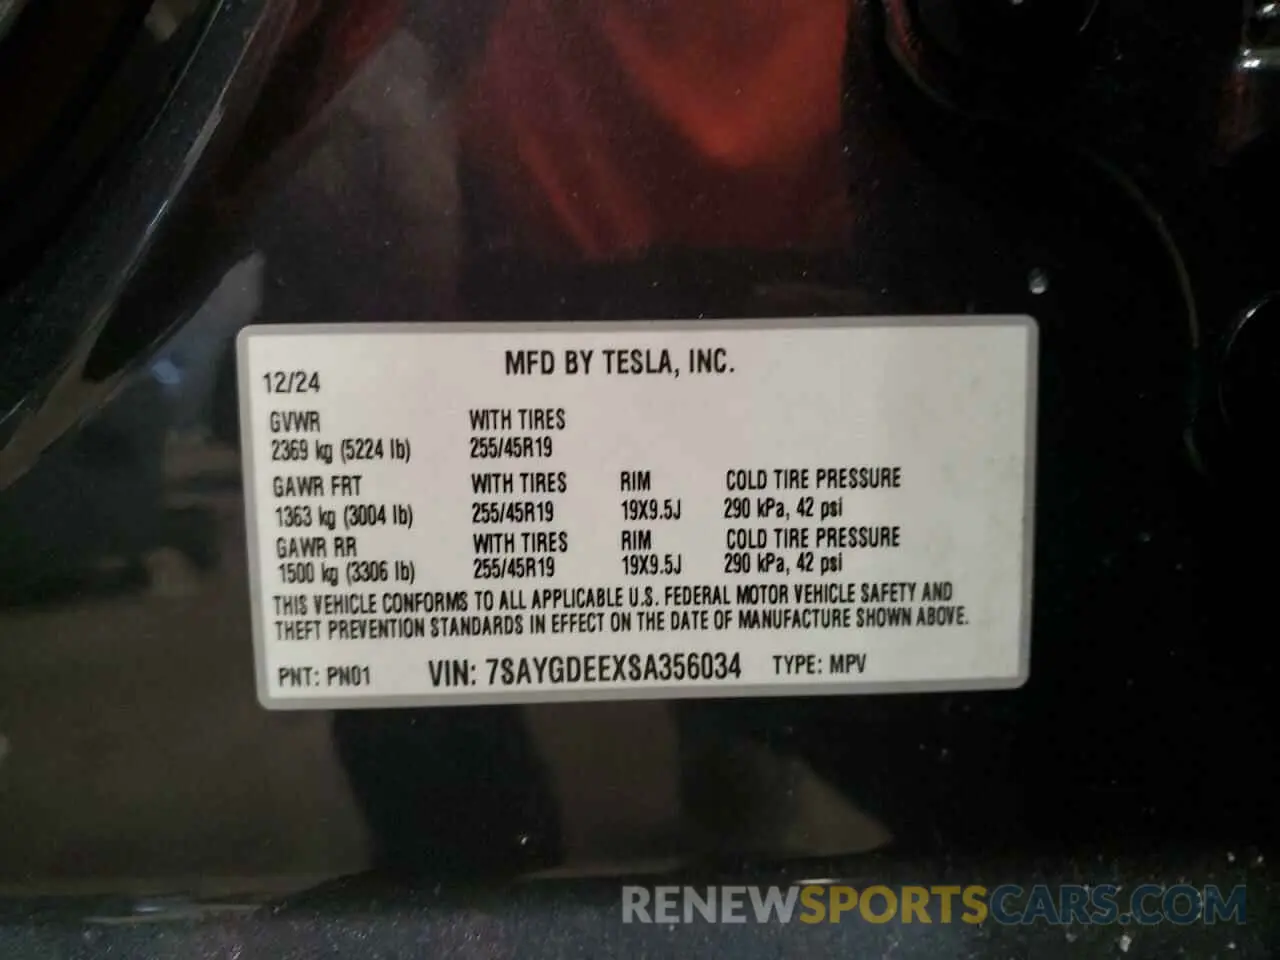 MFD BY TESLA, INC.
12/24
GVWR WITH TIRES
2369 kg (5224 lb) 255/45R19
GAWR FRT WITH TIRES RIM COLD TIRE PRESSURE
1363 kg (3004 lb) 255/45R19 19X9.5J 290 kPa, 42 psi
GAWR RR WITH TIRES RIM COLD TIRE PRESSURE
1500 kg (3306 lb) 255/45R19 19X9.5J 290 kPa, 42 psi
THIS VEHICLE CONFORMS TO ALL APPLICABLE U.S. FEDERAL MOTOR VEHICLE SAFETY AND
THEFT PREVENTION STANDARDS IN EFFECT ON THE DATE OF MANUFACTURE SHOWN ABOVE.
PNT: PN01 VIN: 7SAYGDEEXSA356034 TYPE: MPV
RENEWSPORTSCARS.COM